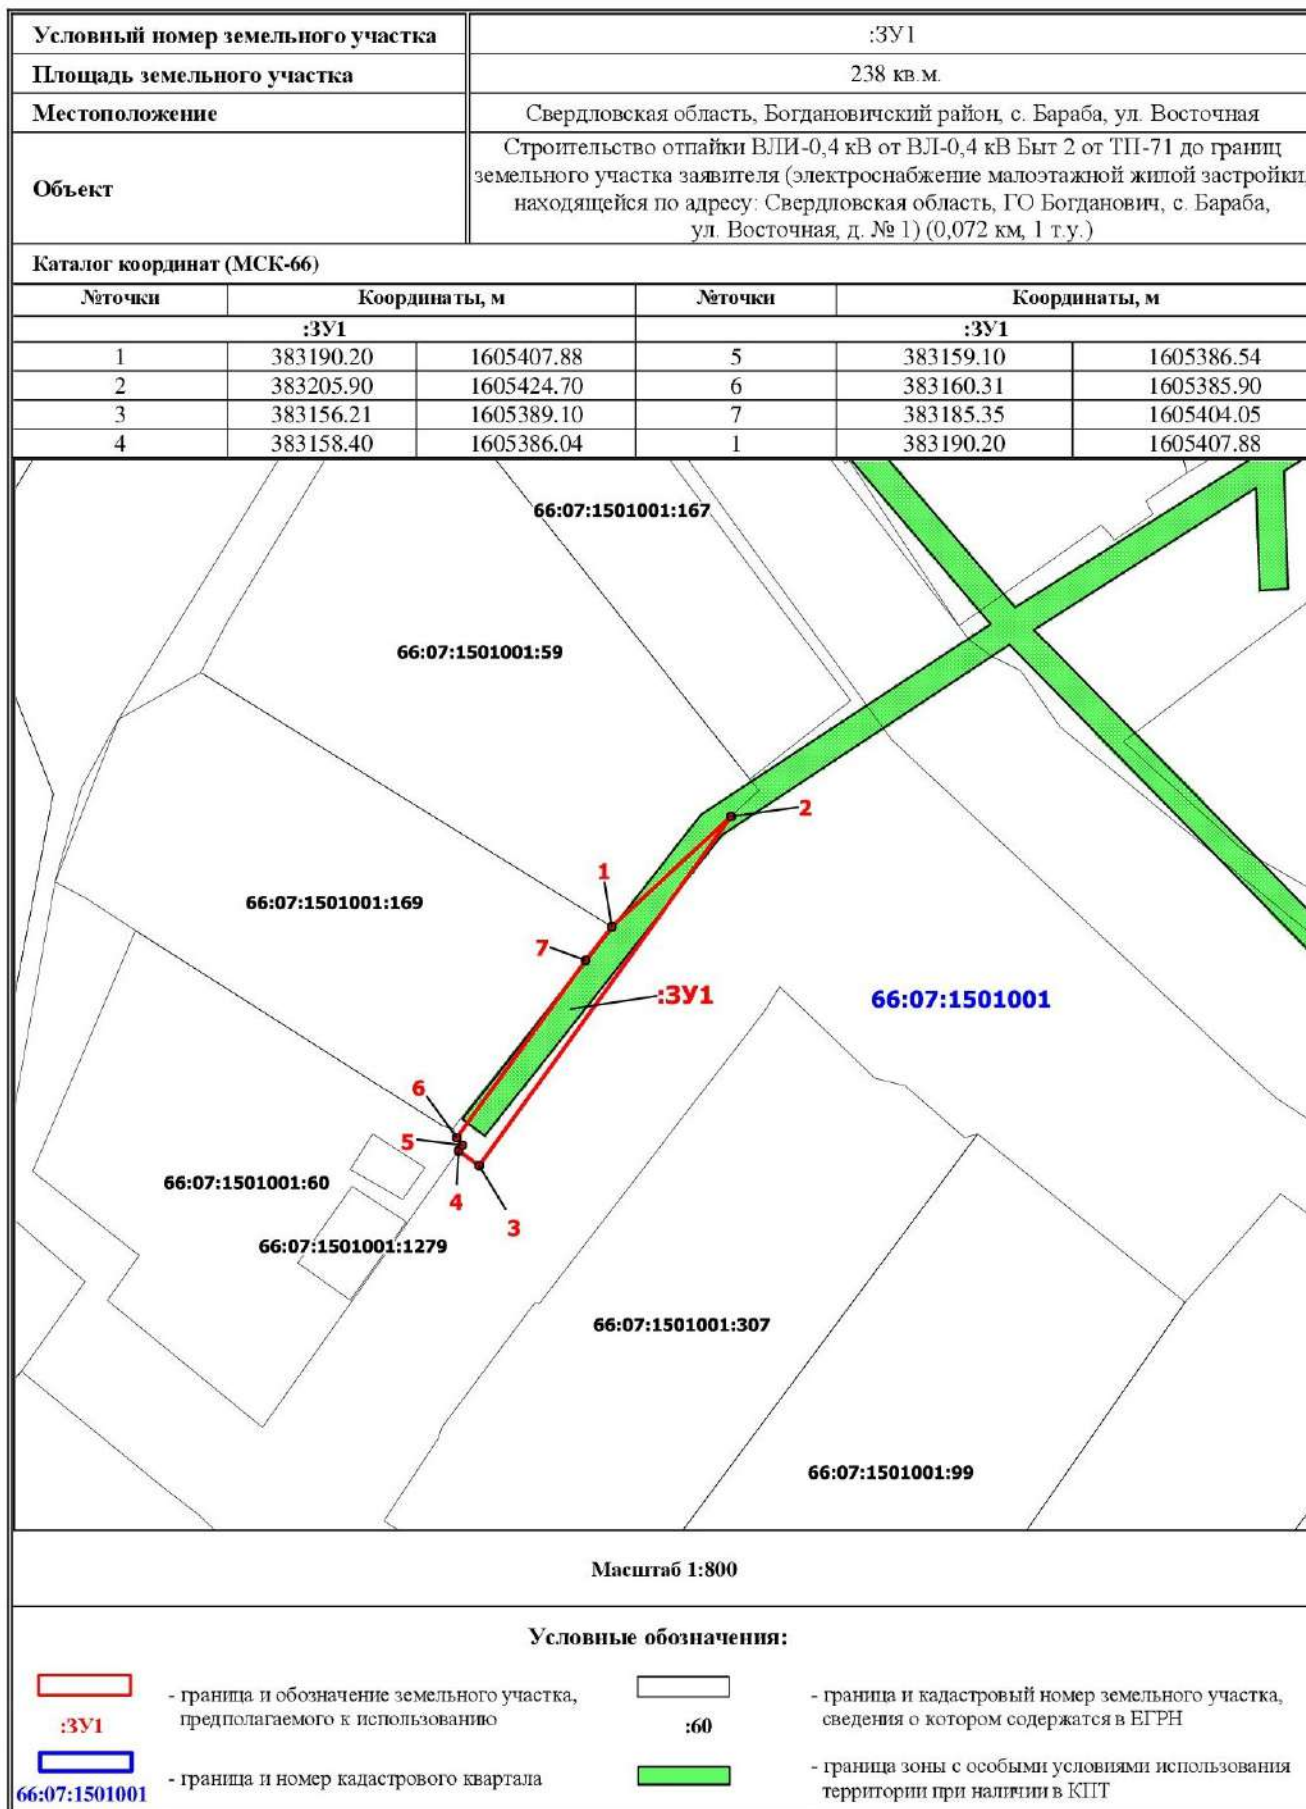 Условный номер земельного участка
:ЗУ1
Площадь земельного участка
238 кв.м.
Местоположение
Свердловская область, Богдановичский район, с. Бараба, ул. Восточная
Объект
Строительство отпайки ВЛИ-0,4 кВ от ВЛ-0,4 кВ Быт 2 от ТП-71 до границ
земельного участка заявителя (электроснабжение малоэтажной жилой застройки,
находящейся по адресу: Свердловская область, ГО Богданович, с. Бараба,
ул. Восточная, д. № 1) (0,072 км, 1 т.у.)
Каталог координат (МСК-66)
№точки Координаты, м №точки Координаты, м
:ЗУ1 :ЗУ1
1 383190.20 1605407.88 5 383159.10 1605386.54
2 383205.90 1605424.70 6 383160.31 1605385.90
3 383156.21 1605389.10 7 383185.35 1605404.05
4 383158.40 1605386.04 1 383190.20 1605407.88
66:07:1501001:167
66:07:1501001:59
2
1
66:07:1501001:169
7
:ЗУ1
66:07:1501001
6
5
66:07:1501001:60
4
3
66:07:1501001:1279
66:07:1501001:307
66:07:1501001:99
Масштаб 1:800
Условные обозначения:
- граница и обозначение земельного участка,
предполагаемого к использованию
:ЗУ1
- граница и кадастровый номер земельного участка,
сведения о котором содержатся в ЕГРН
:60
- граница и номер кадастрового квартала
66:07:1501001
- граница зоны с особыми условиями использования
территории при наличии в КПТ